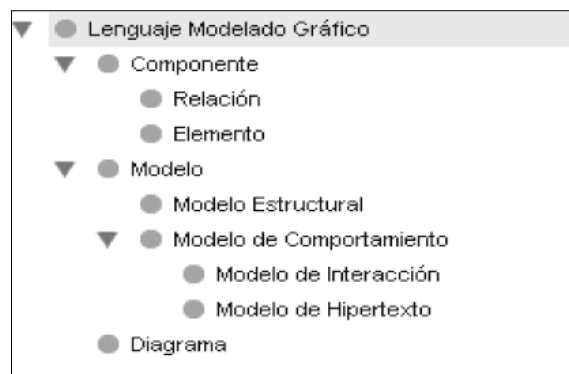 Lenguaje Modelado Gráfico
Componente
Relación
Elemento
Modelo
Modelo Estructural
Modelo de Comportamiento
Modelo de Interacción
Modelo de Hipertexto
Diagrama